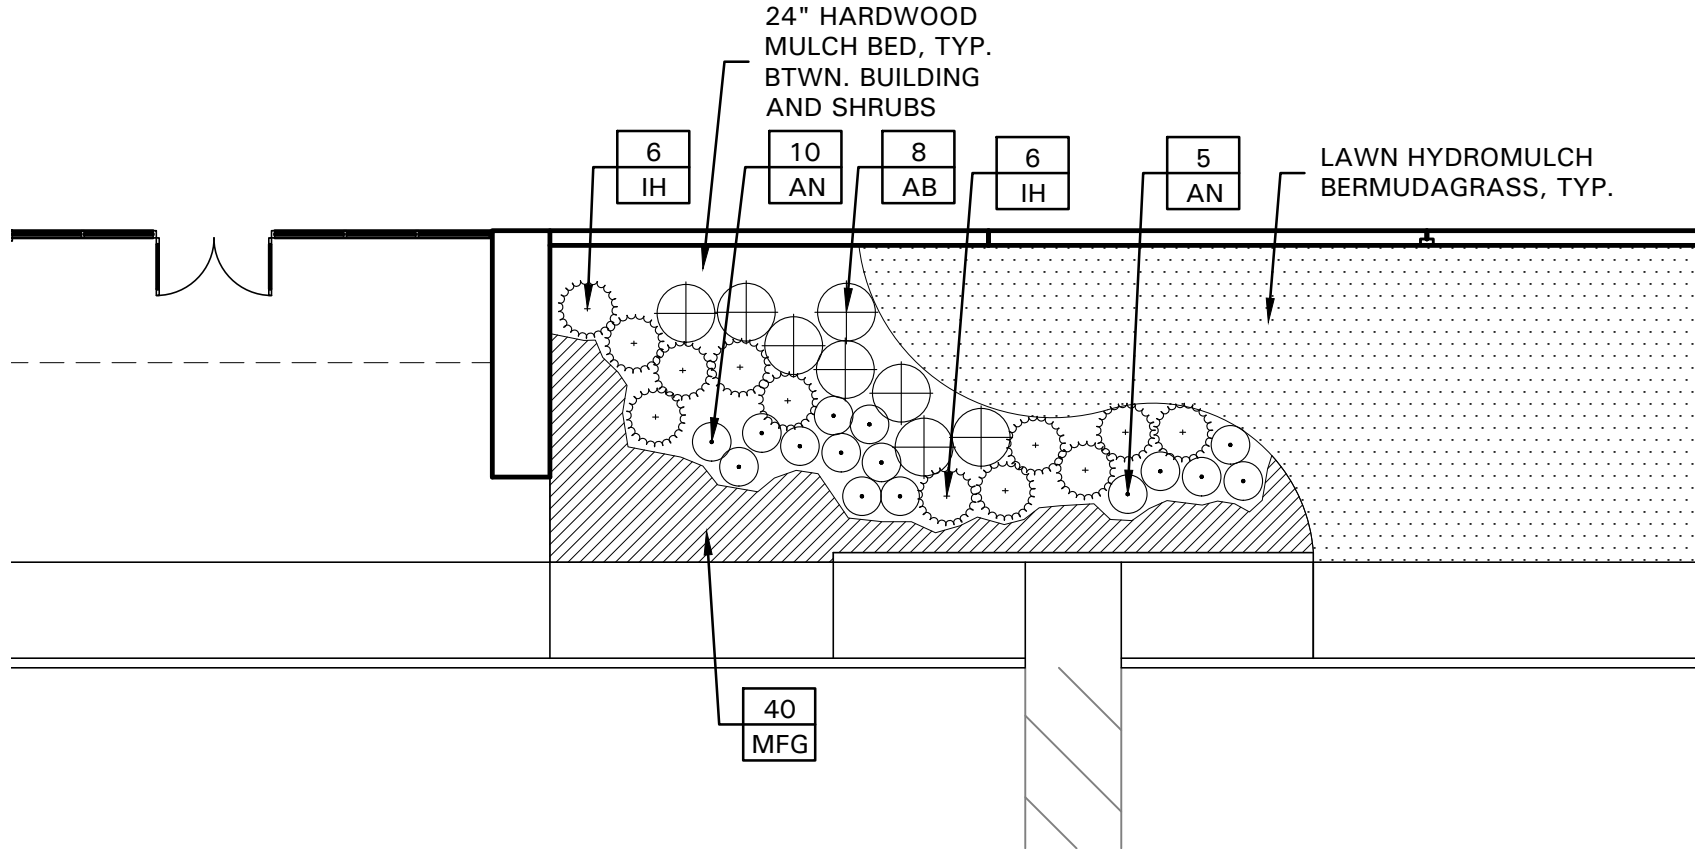 24" HARDWOOD
MULCH BED, TYP.
BTWN. BUILDING
AND SHRUBS
6
IH
10
AN
8
AB
6
IH
5
AN
LAWN HYDROMULCH
BERMUDAGRASS, TYP.
40
MFG